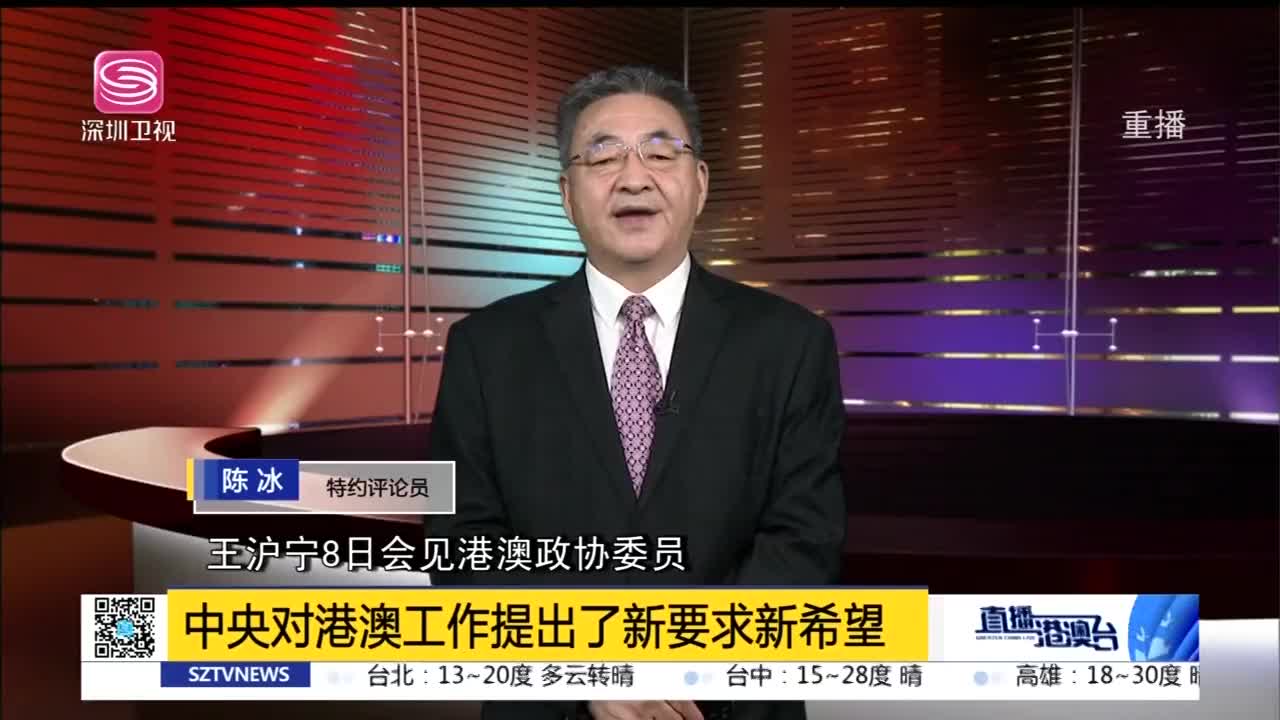 深圳卫视
重播
陈冰
特约评论员
王沪宁8日会见港澳政协委员
中央对港澳工作提出了新要求新希望
直播港澳台
SZTVNEWS
台北：13~20度 多云转晴
台中：15~28度 晴
高雄：18~30度 晴